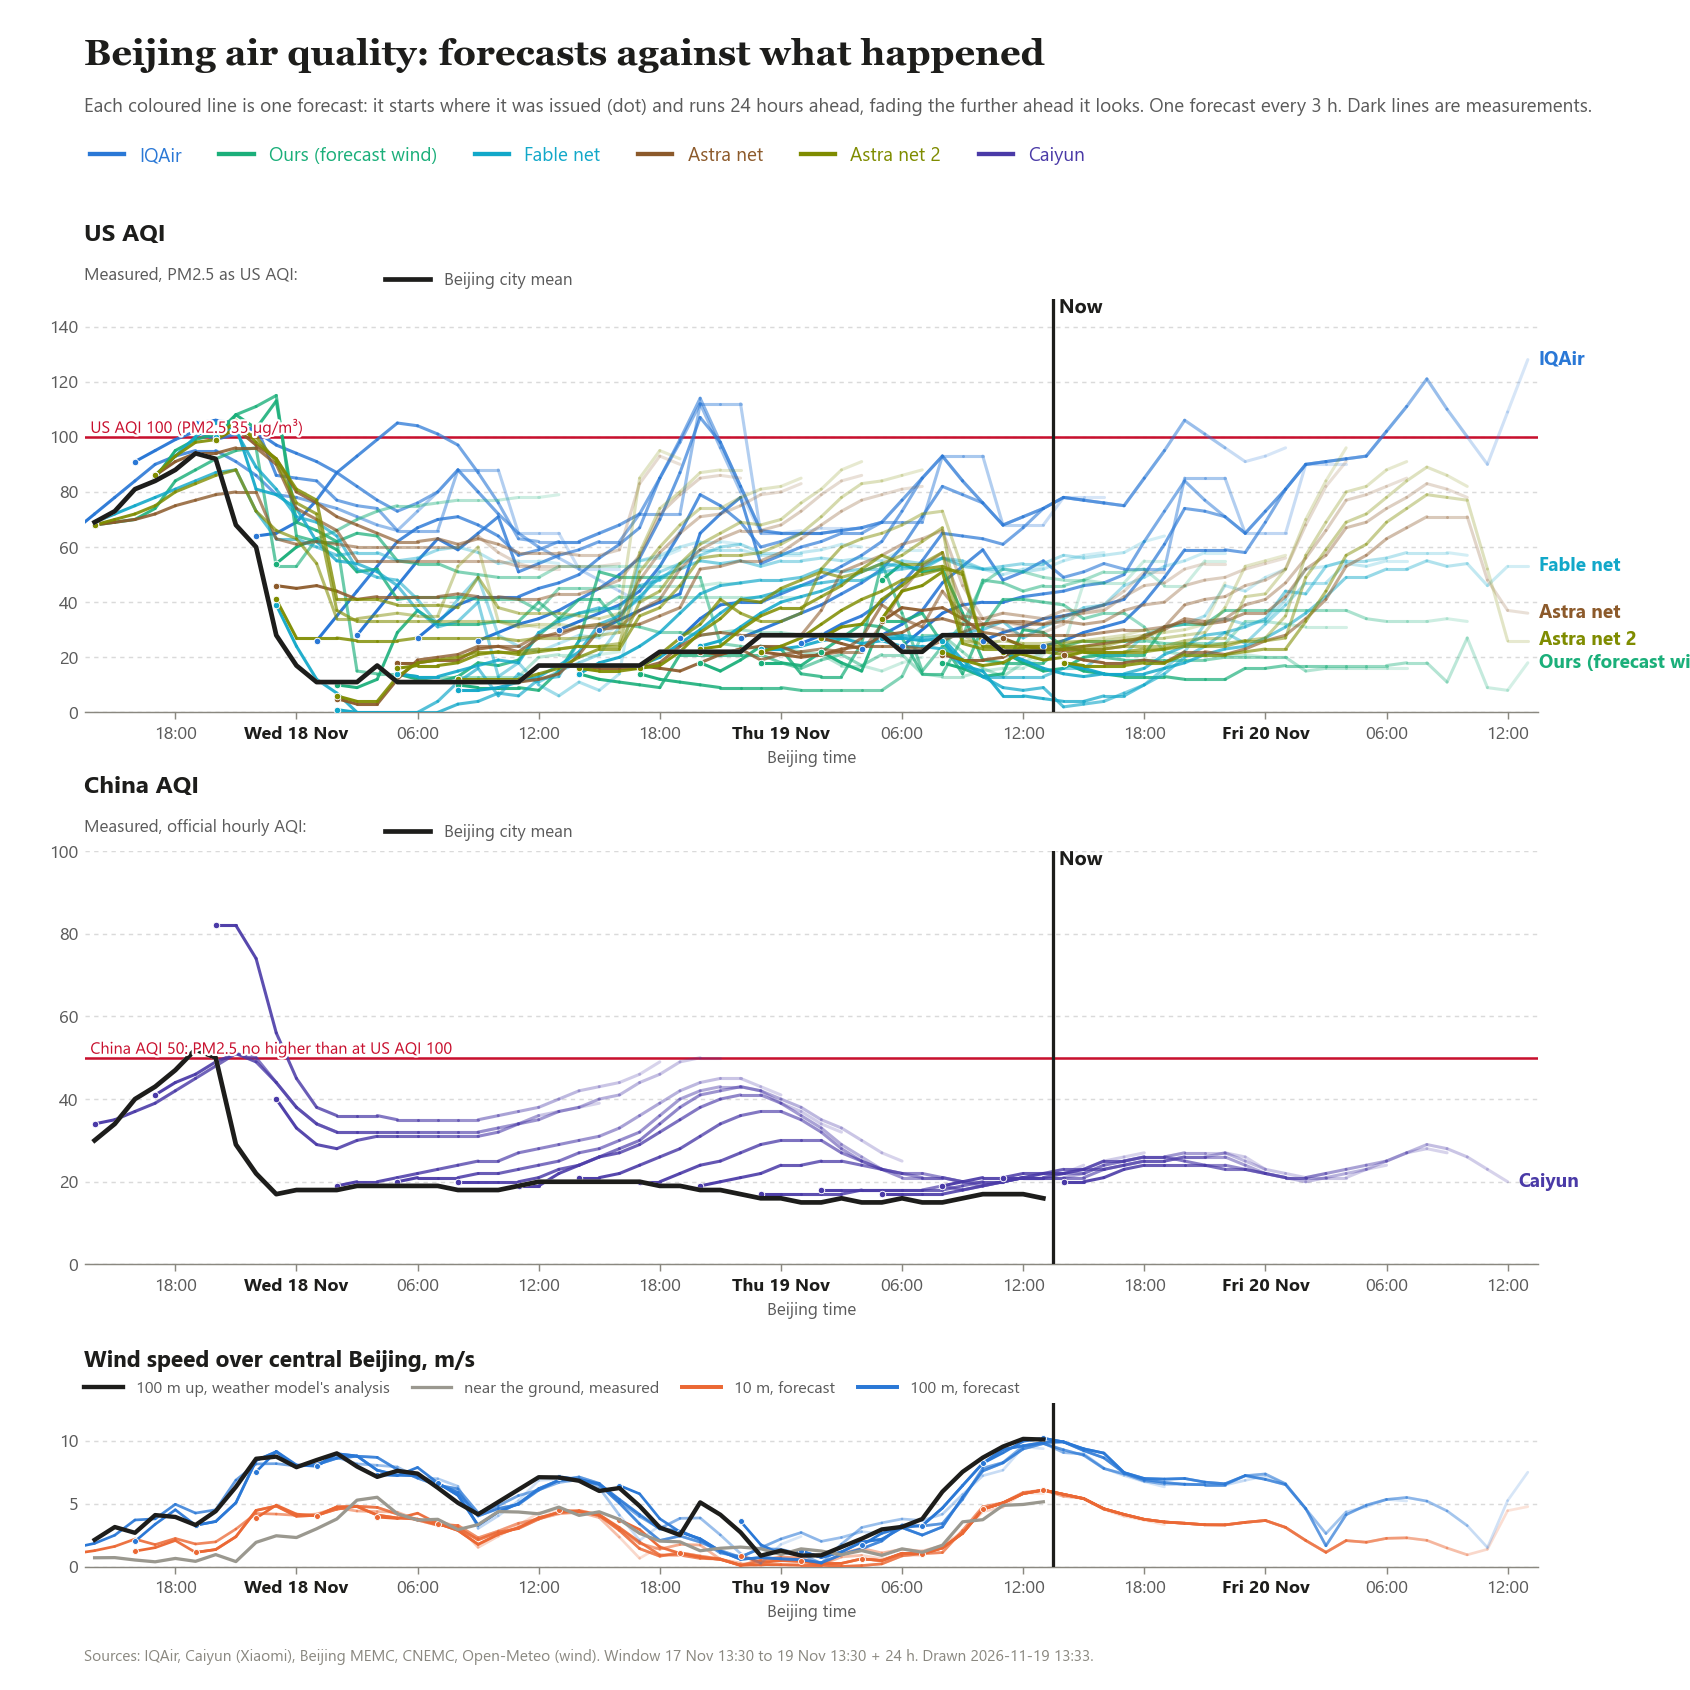 Beijing air quality: forecasts against what happened
Each coloured line is one forecast: it starts where it was issued (dot) and runs 24 hours ahead, fading the further ahead it looks. One forecast every 3 h. Dark lines are measurements.
IQAir Ours (forecast wind) Fable net Astra net Astra net 2 Caiyun
US AQI
Measured, PM2.5 as US AQI: Beijing city mean
Now
140
120
100
80
60
40
20
0
US AQI 100 (PM2.5 35 µg/m³)
IQAir
Fable net
Astra net
Astra net 2
Ours (forecast wi
18:00 Wed 18 Nov 06:00 12:00 18:00 Thu 19 Nov 06:00 12:00 18:00 Fri 20 Nov 06:00 12:00
Beijing time
China AQI
Measured, official hourly AQI: Beijing city mean
Now
100
80
60
40
20
0
China AQI 50: PM2.5 no higher than at US AQI 100
Caiyun
18:00 Wed 18 Nov 06:00 12:00 18:00 Thu 19 Nov 06:00 12:00 18:00 Fri 20 Nov 06:00 12:00
Beijing time
Wind speed over central Beijing, m/s
100 m up, weather model's analysis near the ground, measured 10 m, forecast 100 m, forecast
10
5
0
18:00 Wed 18 Nov 06:00 12:00 18:00 Thu 19 Nov 06:00 12:00 18:00 Fri 20 Nov 06:00 12:00
Beijing time
Sources: IQAir, Caiyun (Xiaomi), Beijing MEMC, CNEMC, Open-Meteo (wind). Window 17 Nov 13:30 to 19 Nov 13:30 + 24 h. Drawn 2026-11-19 13:33.